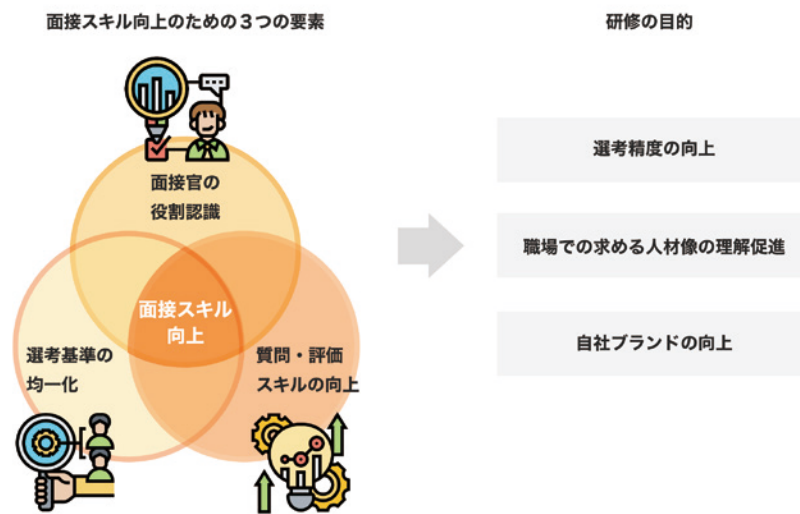 面接スキル向上のための3つの要素
面接官の
役割認識
面接スキル
向上
選考基準の
均一化
質問・評価
スキルの向上
研修の目的
選考精度の向上
職場での求める人材像の理解促進
自社ブランドの向上